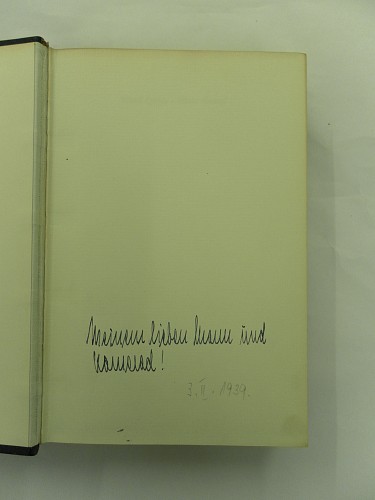 Meinem lieben Mann und
Kamerad!
3. V. 1939.